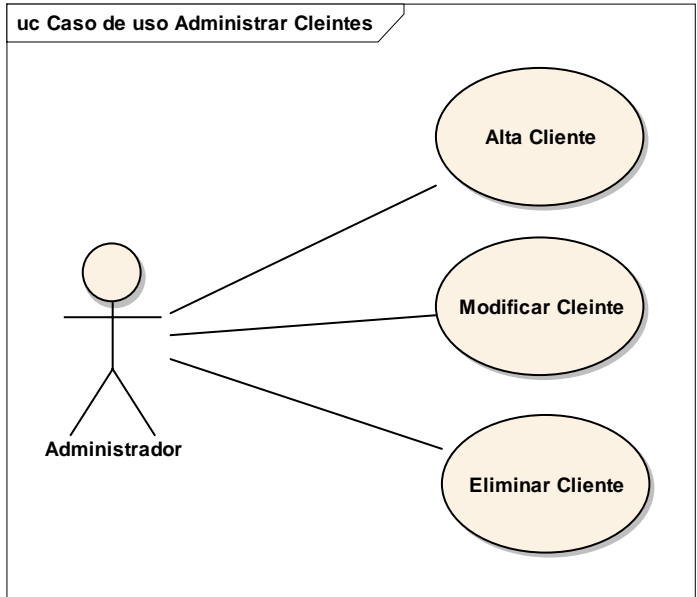 uc Caso de uso Administrar Cleintes
Alta Cliente
Modificar Cleinte
Administrador
Eliminar Cliente